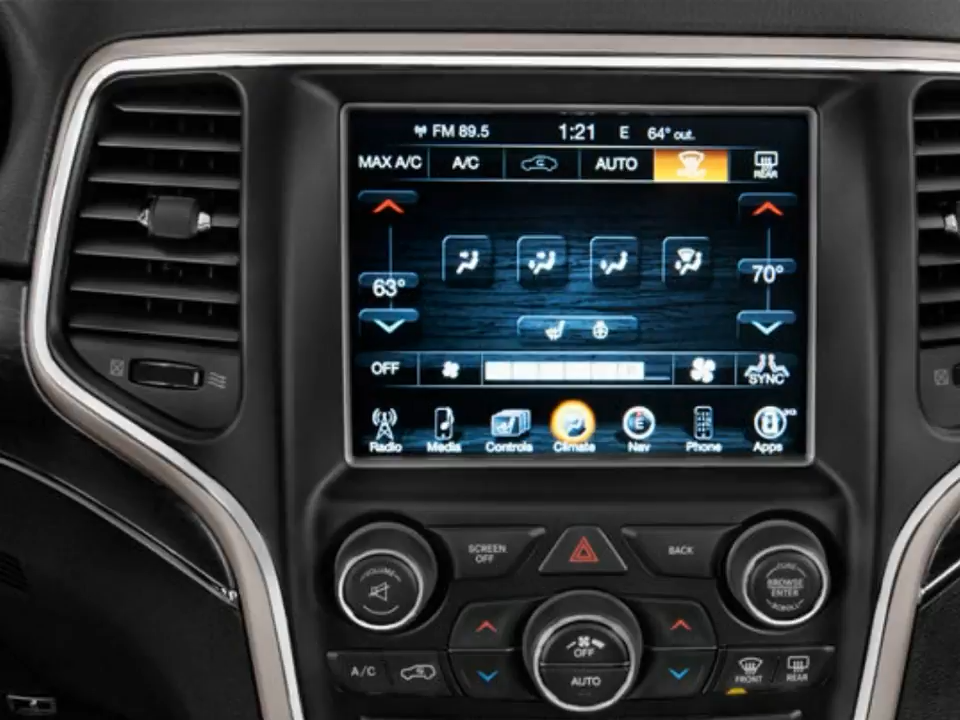 FM 89.5 1:21 E 64° out.
MAX A/C A/C AUTO FRONT REAR
63° 70°
OFF SYNC
Radio Media Controls Climate E Nav Phone Apps
SCREEN OFF BACK
VOLUME
TUNE
BROWSE
ENTER
SCROLL
OFF
AUTO
A/C FRONT REAR